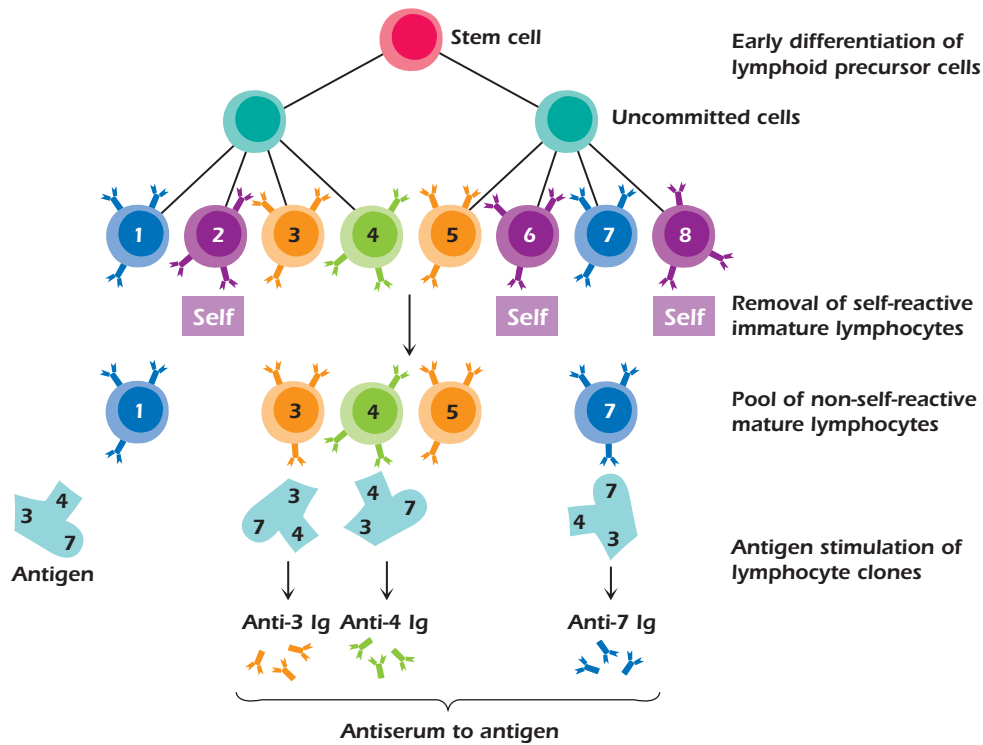 Stem cell
Early differentiation of
lymphoid precursor cells
Uncommitted cells
1 2 3 4 5 6 7 8
Self Self Self
Removal of self-reactive
immature lymphocytes
1 3 4 5 7
Pool of non-self-reactive
mature lymphocytes
3 4 7
Antigen
3 7 4
4 7 3
7 4 3
Antigen stimulation of
lymphocyte clones
Anti-3 Ig Anti-4 Ig Anti-7 Ig
Antiserum to antigen